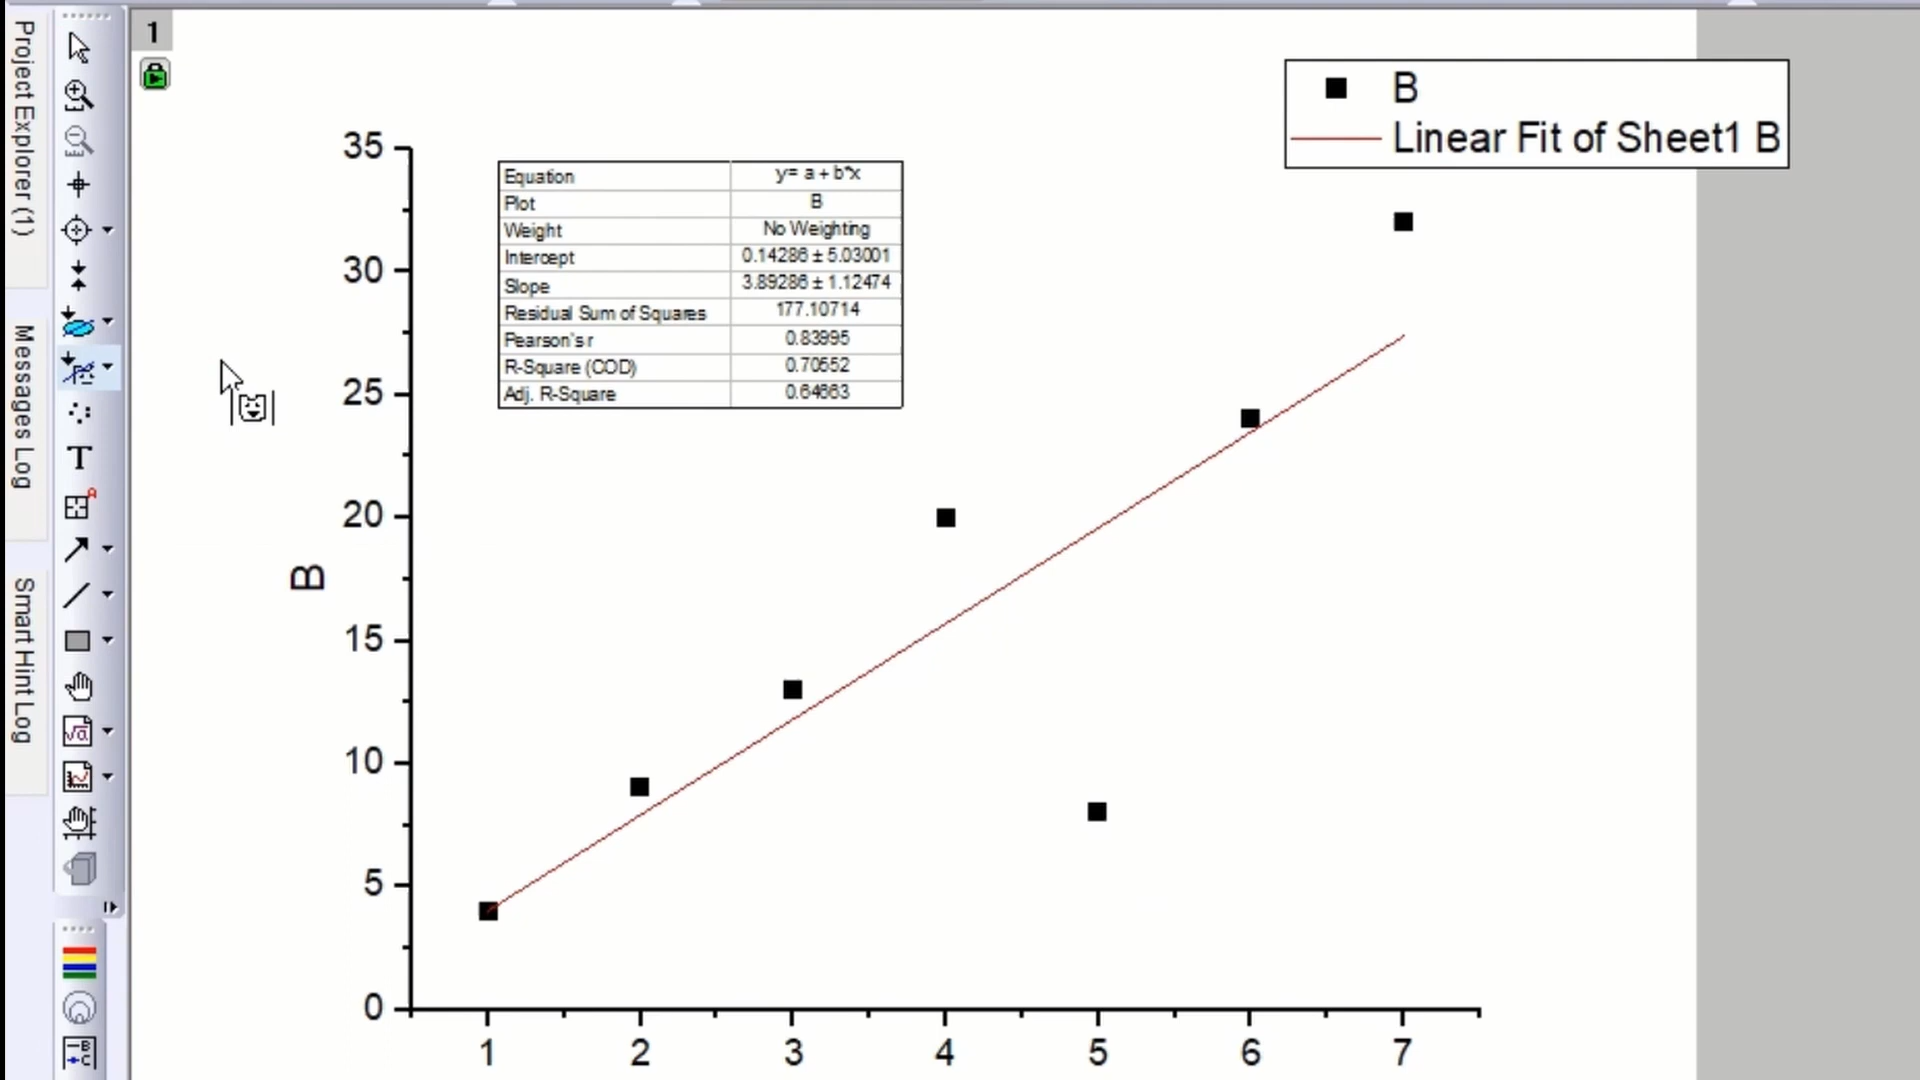 Project Explorer (1)
Messages Log
Smart Hint Log
1
B
Linear Fit of Sheet1 B
Equation y= a + b*x
Plot B
Weight No Weighting
Intercept 0.14286 ± 5.03001
Slope 3.89286 ± 1.12474
Residual Sum of Squares 177.10714
Pearson's r 0.83995
R-Square (COD) 0.70552
Adj. R-Square 0.64663
35
30
25
20
15
10
5
0
B
1 2 3 4 5 6 7